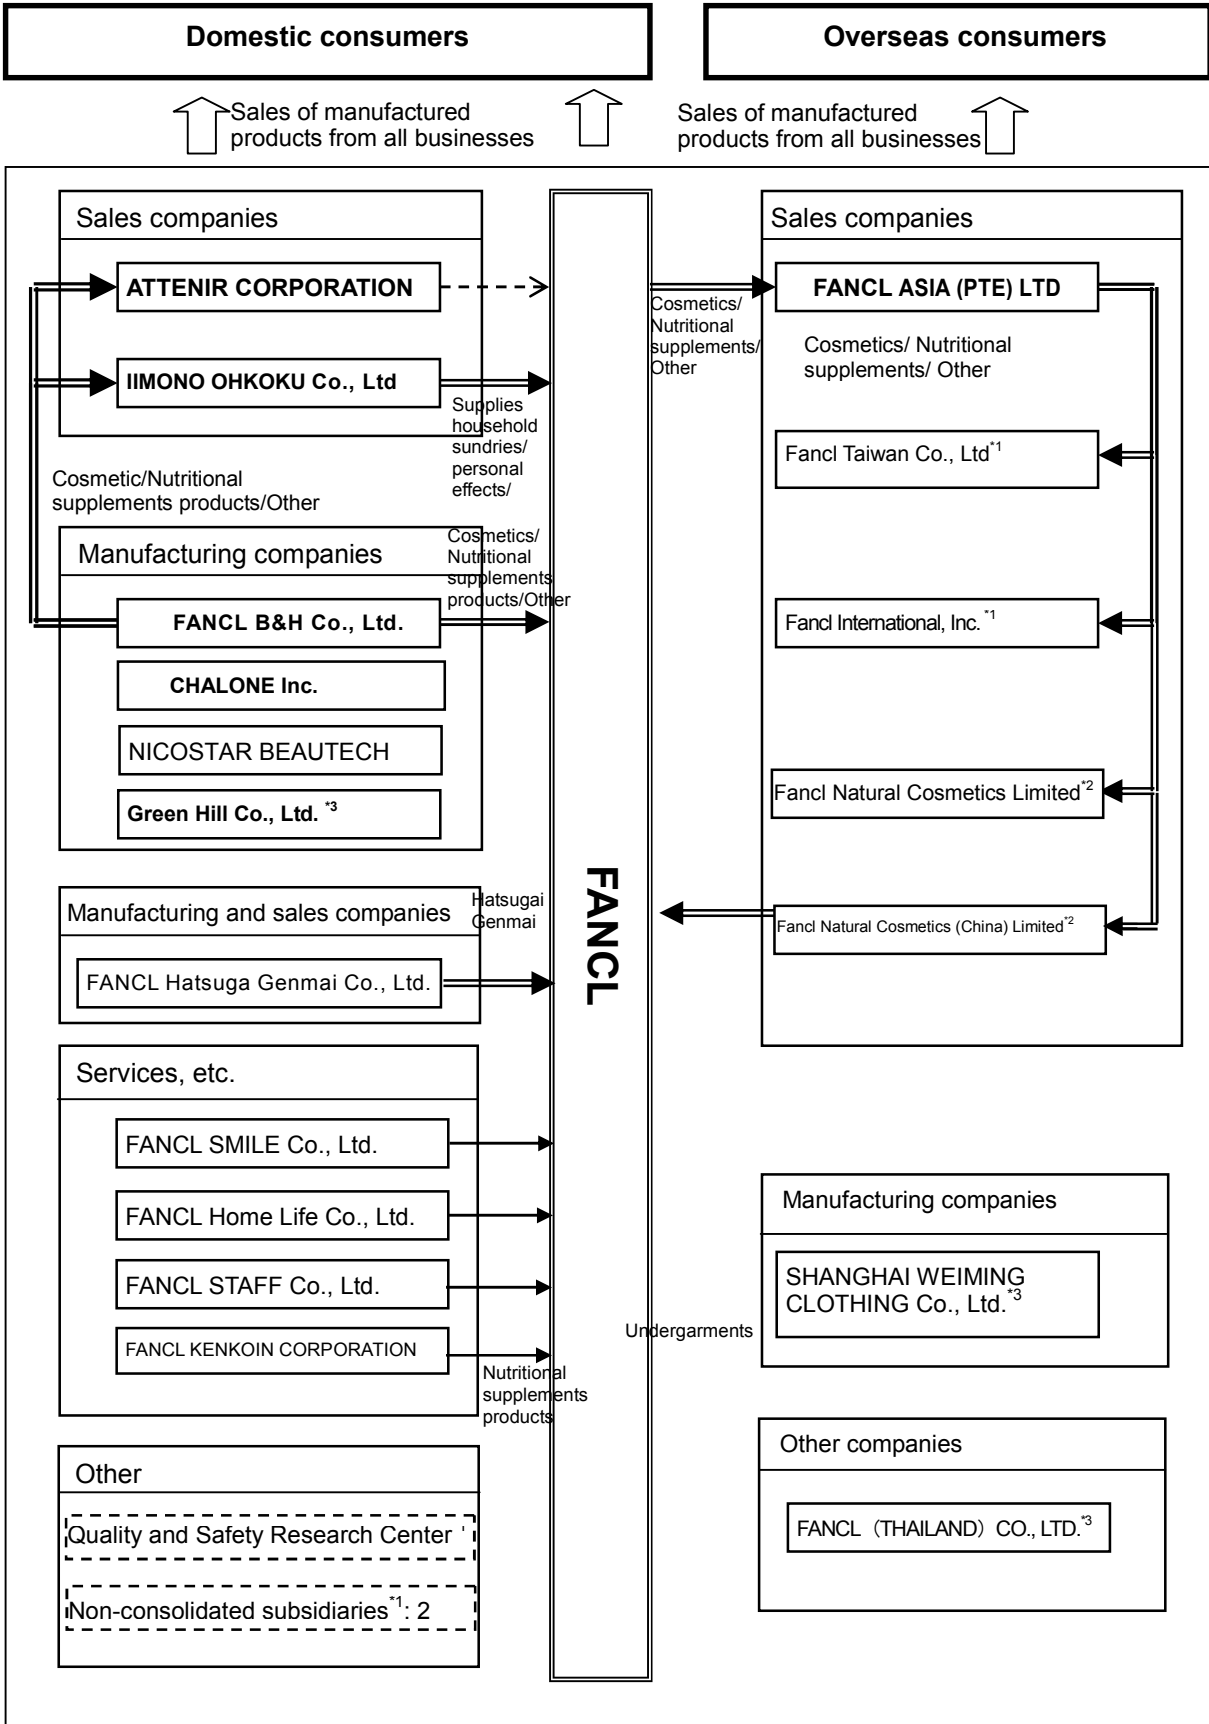 Domestic consumers
Overseas consumers
Sales of manufactured
products from all businesses
Sales of manufactured
products from all businesses
Sales companies
ATTENIR CORPORATION
IIMONO OHKOKU Co., Ltd
Supplies
household
sundries/
personal
effects/
Cosmetic/Nutritional
supplements products/Other
Manufacturing companies
Cosmetics/
Nutritional
supplements
products/Other
FANCL B&H Co., Ltd.
CHALONE Inc.
NICOSTAR BEAUTECH
Green Hill Co., Ltd. *3
Manufacturing and sales companies
Hatsugai
Genmai
FANCL Hatsuga Genmai Co., Ltd.
Services, etc.
FANCL SMILE Co., Ltd.
FANCL Home Life Co., Ltd.
FANCL STAFF Co., Ltd.
FANCL KENKOIN CORPORATION
Nutritional
supplements
products
Other
Quality and Safety Research Center
Non-consolidated subsidiaries*1: 2
FANCL
Cosmetics/
Nutritional
supplements/
Other
Sales companies
FANCL ASIA (PTE) LTD
Cosmetics/ Nutritional
supplements/ Other
Fancl Taiwan Co., Ltd*1
Fancl International, Inc. *1
Fancl Natural Cosmetics Limited*2
Fancl Natural Cosmetics (China) Limited*2
Manufacturing companies
SHANGHAI WEIMING
CLOTHING Co., Ltd.*3
Undergarments
Other companies
FANCL（THAILAND）CO., LTD.*3